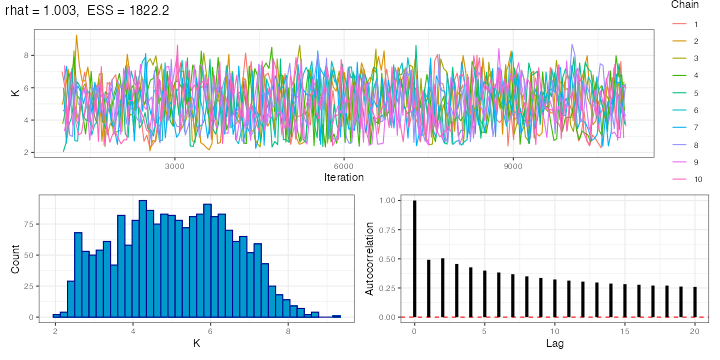 rhat = 1.003,  ESS = 1822.2
Chain
1
2
3
4
5
6
7
8
9
10
K
8
6
4
2
3000 6000 9000
Iteration
Count
75
50
25
0
2 4 6 8
K
Autocorrelation
1.00
0.75
0.50
0.25
0.00
0 5 10 15 20
Lag